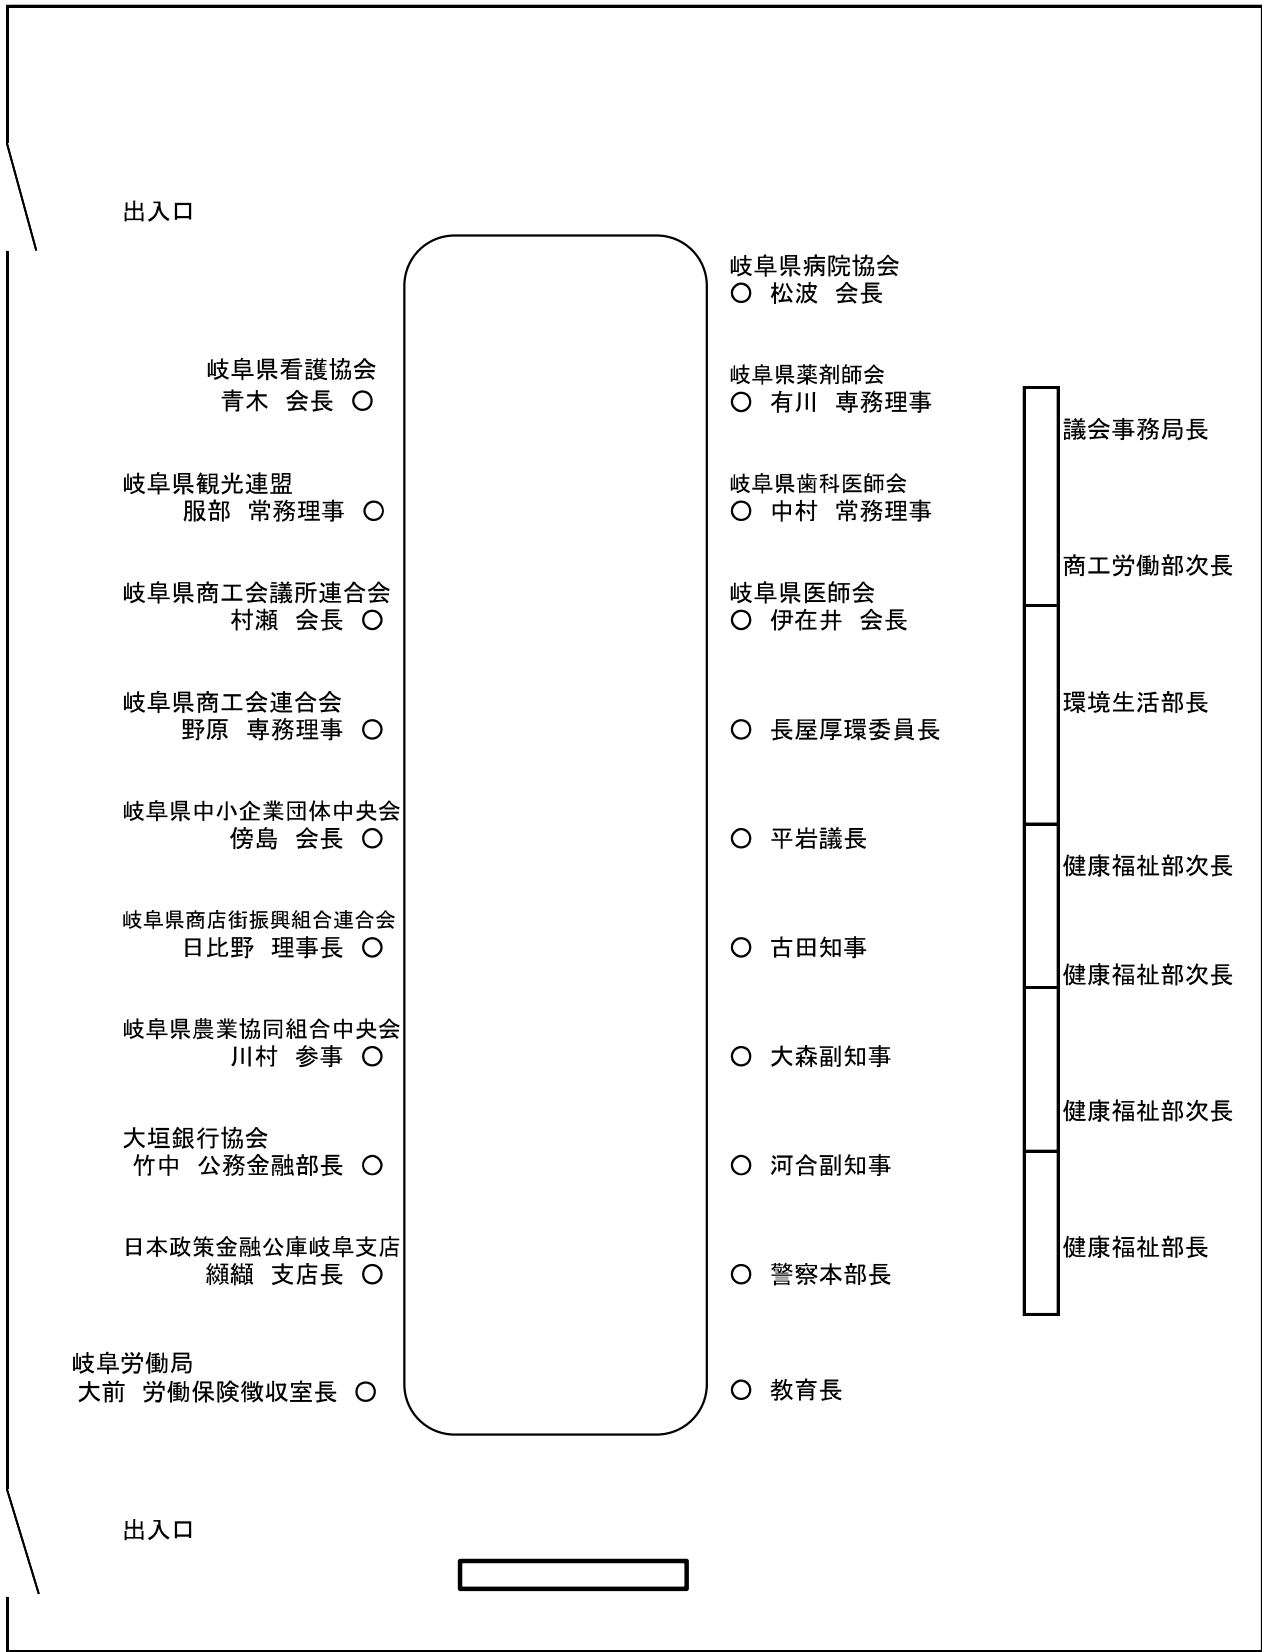 出入口
岐阜県病院協会
○ 松波 会長
岐阜県看護協会
青木 会長 ○
岐阜県薬剤師会
○ 有川 専務理事
議会事務局長
岐阜県観光連盟
服部 常務理事 ○
岐阜県歯科医師会
○ 中村 常務理事
商工労働部次長
岐阜県商工会議所連合会
村瀬 会長 ○
岐阜県医師会
○ 伊在井 会長
環境生活部長
岐阜県商工会連合会
野原 専務理事 ○
○ 長屋厚環委員長
岐阜県中小企業団体中央会
傍島 会長 ○
○ 平岩議長
健康福祉部次長
岐阜県商店街振興組合連合会
日比野 理事長 ○
○ 古田知事
健康福祉部次長
岐阜県農業協同組合中央会
川村 参事 ○
○ 大森副知事
健康福祉部次長
大垣銀行協会
竹中 公務金融部長 ○
○ 河合副知事
日本政策金融公庫岐阜支店
纐纈 支店長 ○
○ 警察本部長
健康福祉部長
岐阜労働局
大前 労働保険徴収室長 ○
○ 教育長
出入口